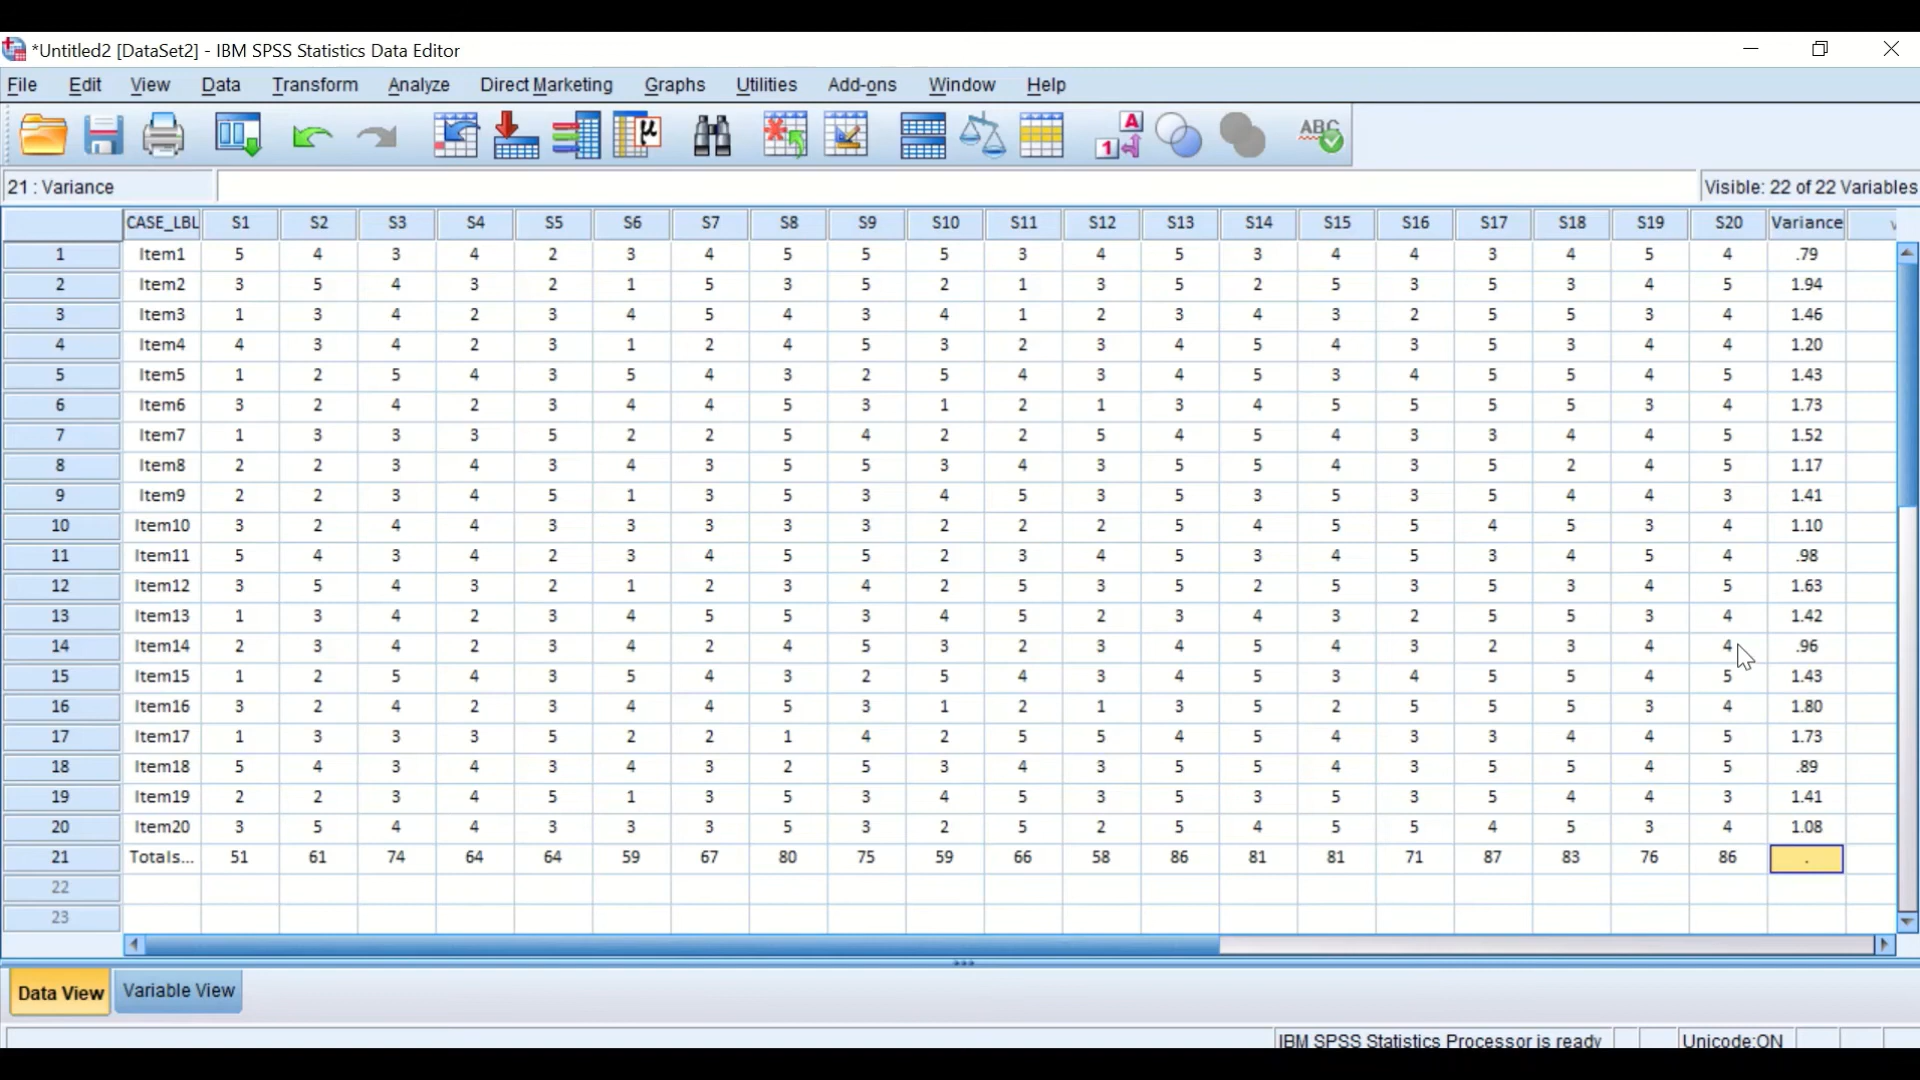 *Untitled2 [DataSet2] - IBM SPSS Statistics Data Editor
File Edit View Data Transform Analyze Direct Marketing Graphs Utilities Add-ons Window Help
21 : Variance Visible: 22 of 22 Variables
CASE_LBL S1 S2 S3 S4 S5 S6 S7 S8 S9 S10 S11 S12 S13 S14 S15 S16 S17 S18 S19 S20 Variance
1 Item1 5 4 3 4 2 3 4 5 5 5 3 4 5 3 4 4 3 4 5 4 .79
2 Item2 3 5 4 3 2 1 5 3 5 2 1 3 5 2 5 3 5 3 4 5 1.94
3 Item3 1 3 4 2 3 4 5 4 3 4 1 2 3 4 3 2 5 5 3 4 1.46
4 Item4 4 3 4 2 3 1 2 4 5 3 2 3 4 5 4 3 5 3 4 4 1.20
5 Item5 1 2 5 4 3 5 4 3 2 5 4 3 4 5 3 4 5 5 4 5 1.43
6 Item6 3 2 4 2 3 4 4 5 3 1 2 1 3 4 5 5 5 5 3 4 1.73
7 Item7 1 3 3 3 5 2 2 5 4 2 2 5 4 5 4 3 3 4 4 5 1.52
8 Item8 2 2 3 4 3 4 3 5 5 3 4 3 5 5 4 3 5 2 4 5 1.17
9 Item9 2 2 3 4 5 1 3 5 3 4 5 3 5 3 5 3 5 4 4 3 1.41
10 Item10 3 2 4 4 3 3 3 3 3 2 2 2 5 4 5 5 4 5 3 4 1.10
11 Item11 5 4 3 4 2 3 4 5 5 2 3 4 5 3 4 5 3 4 5 4 .98
12 Item12 3 5 4 3 2 1 2 3 4 2 5 3 5 2 5 3 5 3 4 5 1.63
13 Item13 1 3 4 2 3 4 5 5 3 4 5 2 3 4 3 2 5 5 3 4 1.42
14 Item14 2 3 4 2 3 4 2 4 5 3 2 3 4 5 4 3 2 3 4 4 .96
15 Item15 1 2 5 4 3 5 4 3 2 5 4 3 4 5 3 4 5 5 4 5 1.43
16 Item16 3 2 4 2 3 4 4 5 3 1 2 1 3 5 2 5 5 5 3 4 1.80
17 Item17 1 3 3 3 5 2 2 1 4 2 5 5 4 5 4 3 3 4 4 5 1.73
18 Item18 5 4 3 4 3 4 3 2 5 3 4 3 5 5 4 3 5 5 4 5 .89
19 Item19 2 2 3 4 5 1 3 5 3 4 5 3 5 3 5 3 5 4 4 3 1.41
20 Item20 3 5 4 4 3 3 3 5 3 2 5 2 5 4 5 5 4 5 3 4 1.08
21 Totals... 51 61 74 64 64 59 67 80 75 59 66 58 86 81 81 71 87 83 76 86 .
22
23
Data View Variable View
IBM SPSS Statistics Processor is ready Unicode:ON